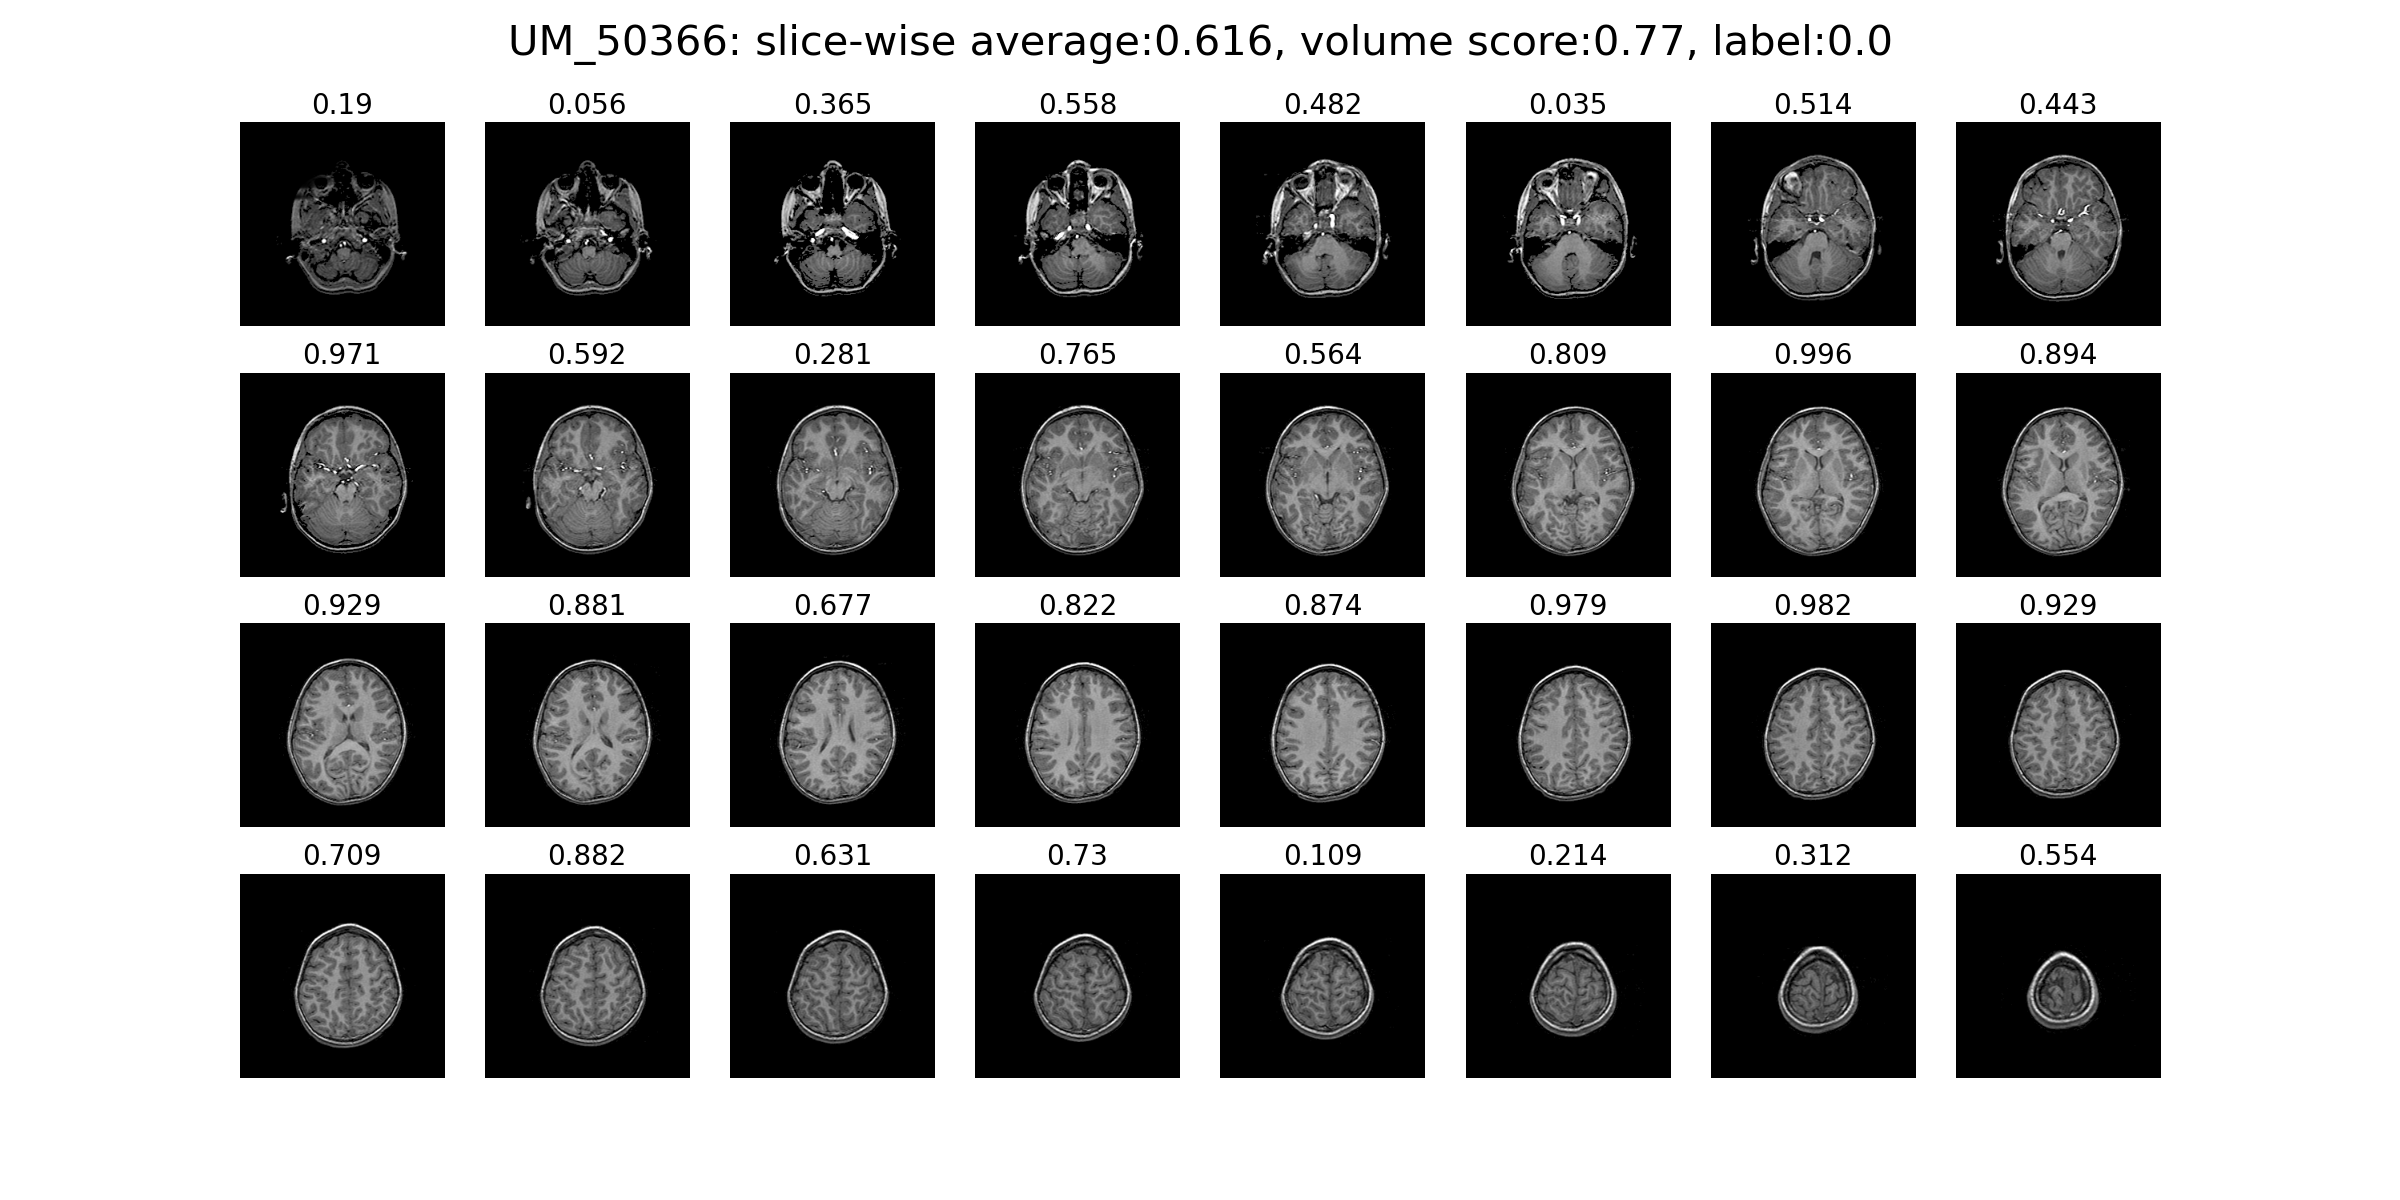 UM_50366: slice-wise average:0.616, volume score:0.77, label:0.0
0.19 0.056 0.365 0.558 0.482 0.035 0.514 0.443
0.971 0.592 0.281 0.765 0.564 0.809 0.996 0.894
0.929 0.881 0.677 0.822 0.874 0.979 0.982 0.929
0.709 0.882 0.631 0.73 0.109 0.214 0.312 0.554